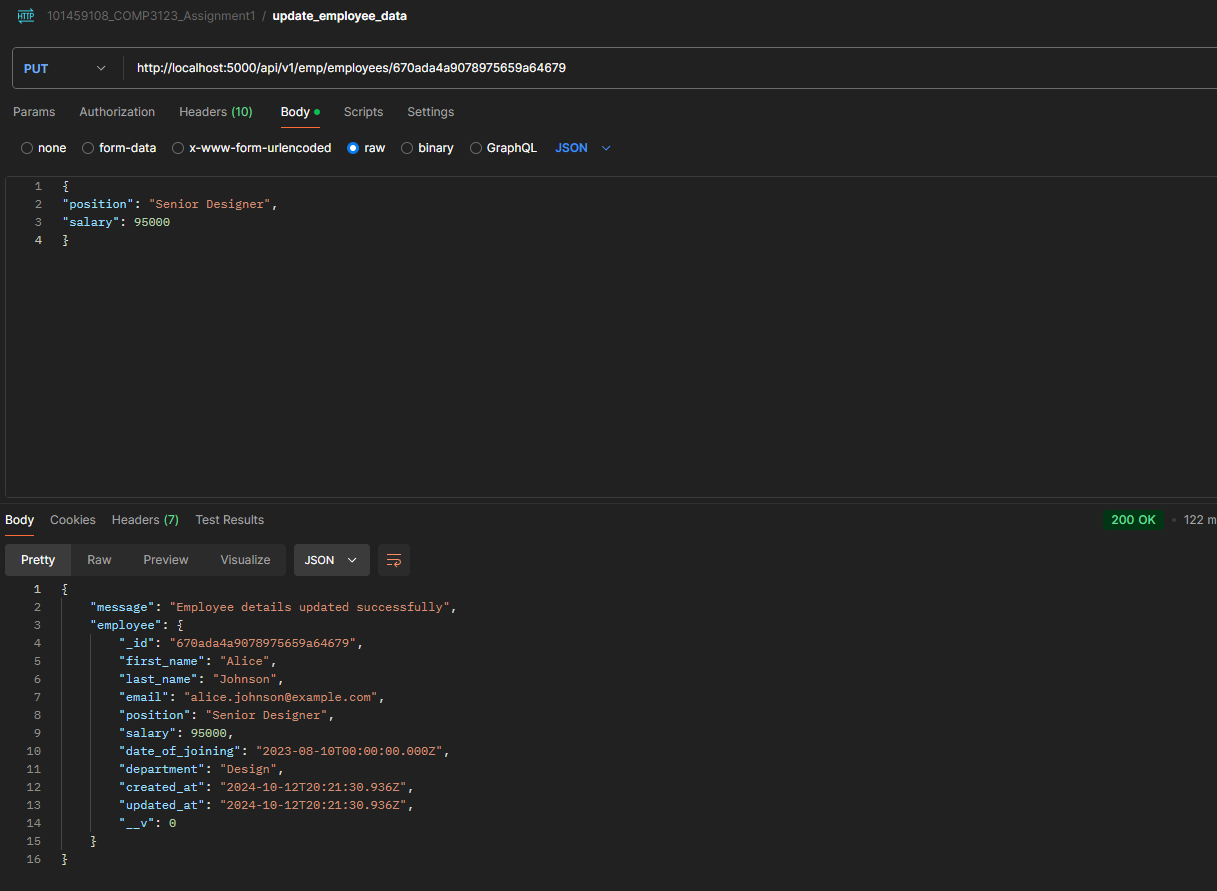 HTTP 101459108_COMP3123_Assignment1 / update_employee_data
PUT http://localhost:5000/api/v1/emp/employees/670ada4a9078975659a64679
Params Authorization Headers (10) Body Scripts Settings
none form-data x-www-form-urlencoded raw binary GraphQL JSON
1 {
2 "position": "Senior Designer",
3 "salary": 95000
4 }
Body Cookies Headers (7) Test Results 200 OK 122 m
Pretty Raw Preview Visualize JSON
1 {
2 "message": "Employee details updated successfully",
3 "employee": {
4 "_id": "670ada4a9078975659a64679",
5 "first_name": "Alice",
6 "last_name": "Johnson",
7 "email": "alice.johnson@example.com",
8 "position": "Senior Designer",
9 "salary": 95000,
10 "date_of_joining": "2023-08-10T00:00:00.000Z",
11 "department": "Design",
12 "created_at": "2024-10-12T20:21:30.936Z",
13 "updated_at": "2024-10-12T20:21:30.936Z",
14 "__v": 0
15 }
16 }